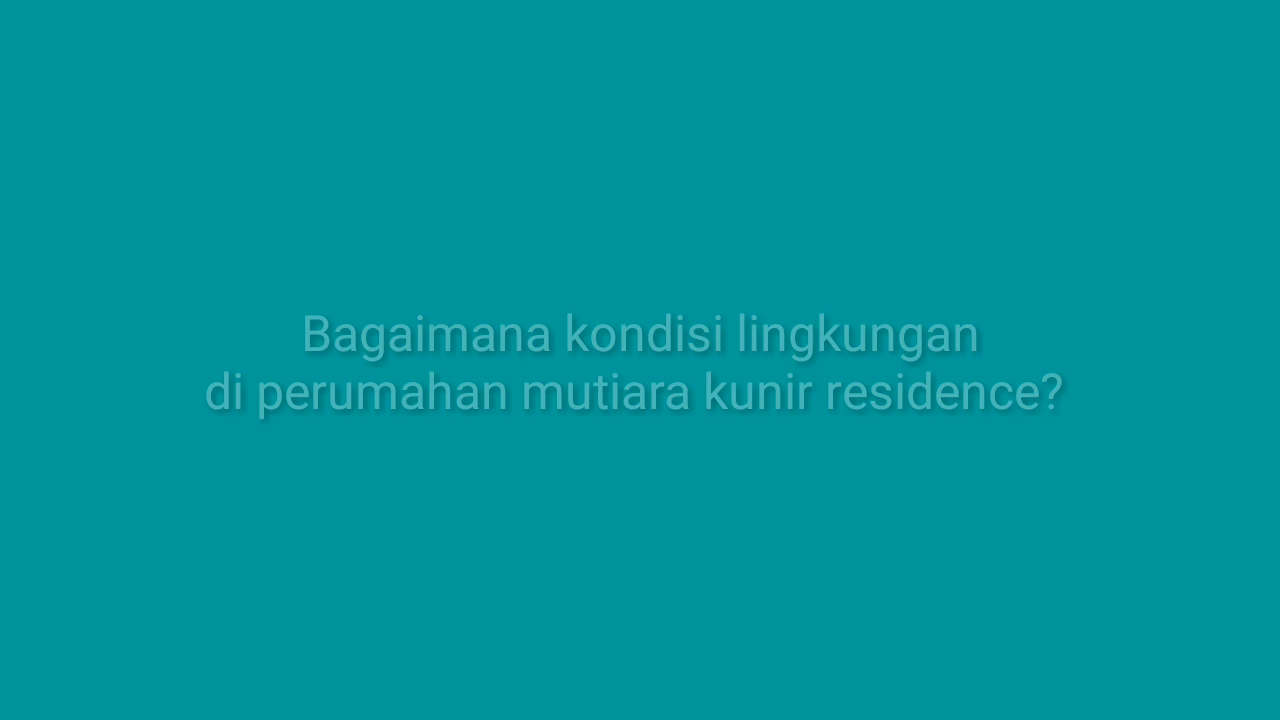 Bagaimana kondisi lingkungan
di perumahan mutiara kunir residence?